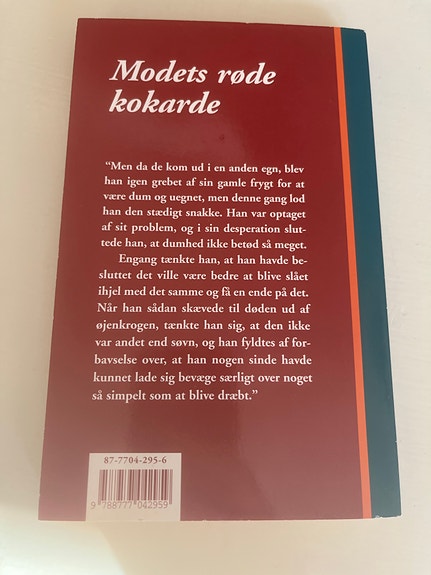 Modets røde
kokarde
“Men da de kom ud i en anden egn, blev
han igen grebet af sin gamle frygt for at
være dum og uegnet, men denne gang lod
han den stædigt snakke. Han var optaget
af sit problem, og i sin desperation slut-
tede han, at dumhed ikke betød så meget.
Engang tænkte han, at han havde be-
sluttet det ville være bedre at blive slået
ihjel med det samme og få en ende på det.
Når han sådan skævede til døden ud af
øjenkrogen, tænkte han sig, at den ikke
var andet end søvn, og han fyldtes af for-
bavselse over, at han nogen sinde havde
kunnet lade sig bevæge særligt over noget
så simpelt som at blive dræbt.”
87-7704-295-6
9 788777 042959